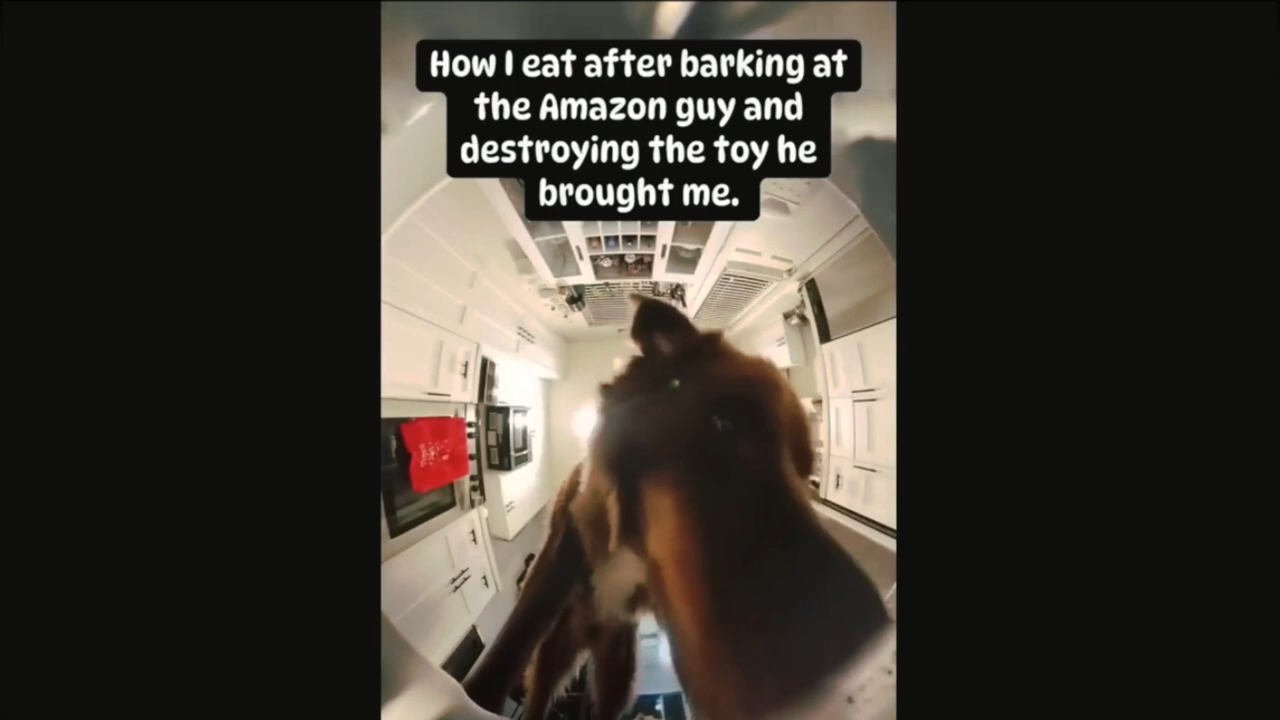 How I eat after barking at
the Amazon guy and
destroying the toy he
brought me.